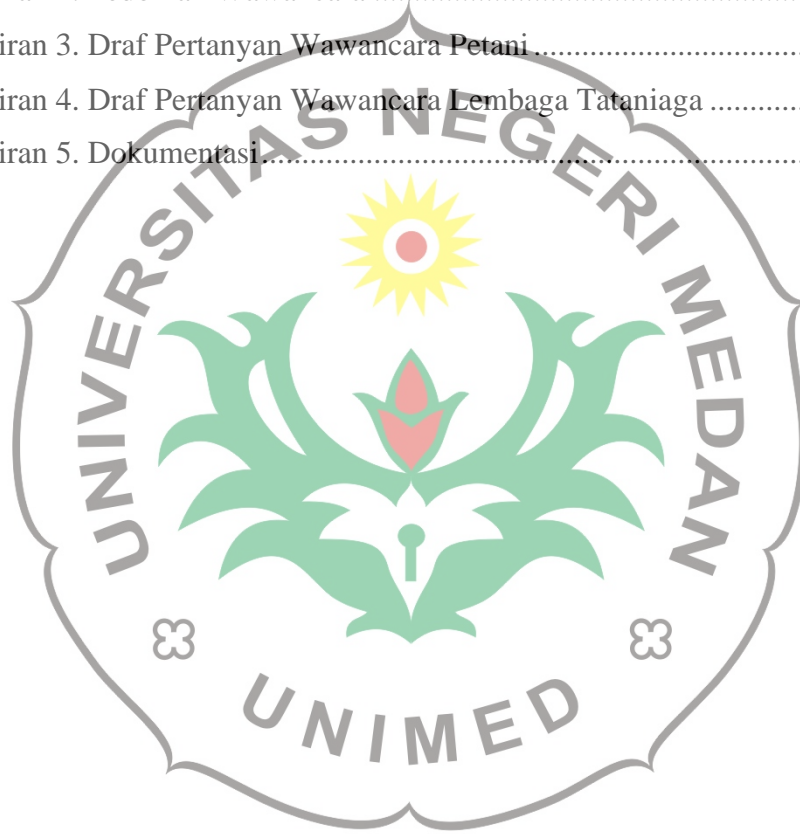 iran 3. Draf Pertanyan Wawancara Petani
iran 4. Draf Pertanyan Wawancara Lembaga Tataniaga
iran 5. Dokumentasi
UNIVERSITAS NEGERI MEDAN
UNIMED